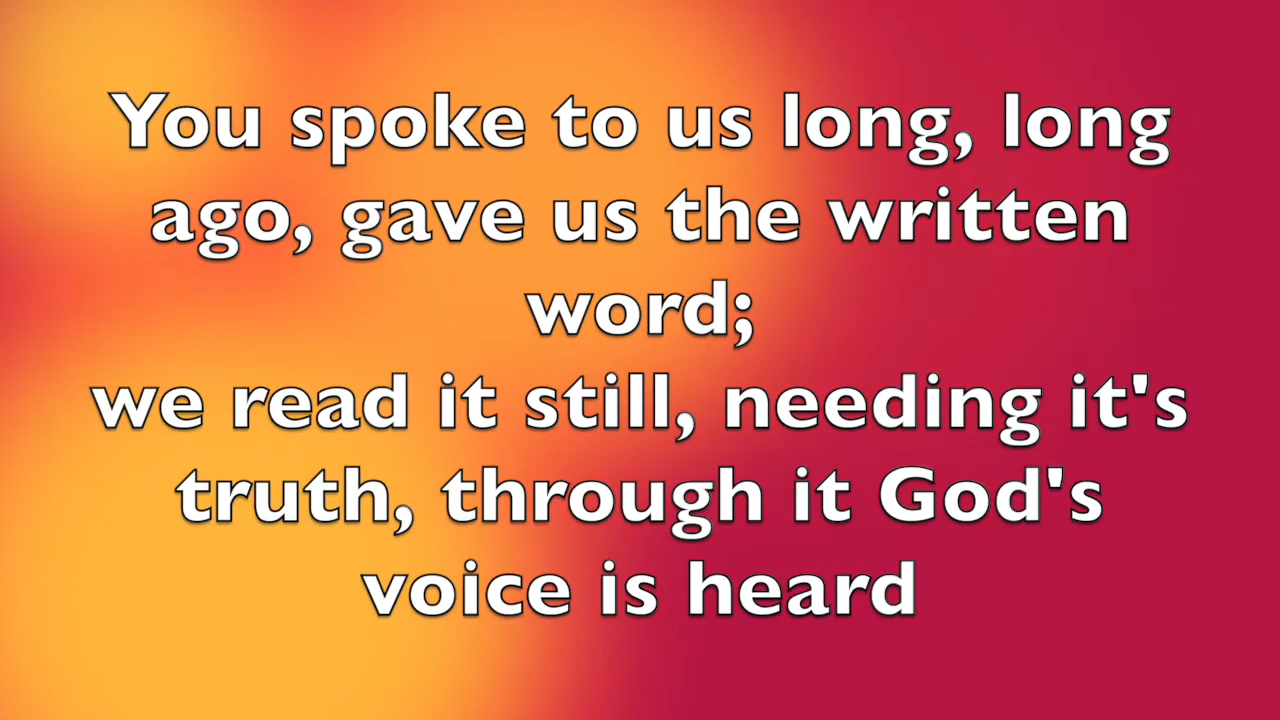 You spoke to us long, long
ago, gave us the written
word;
we read it still, needing it's
truth, through it God's
voice is heard